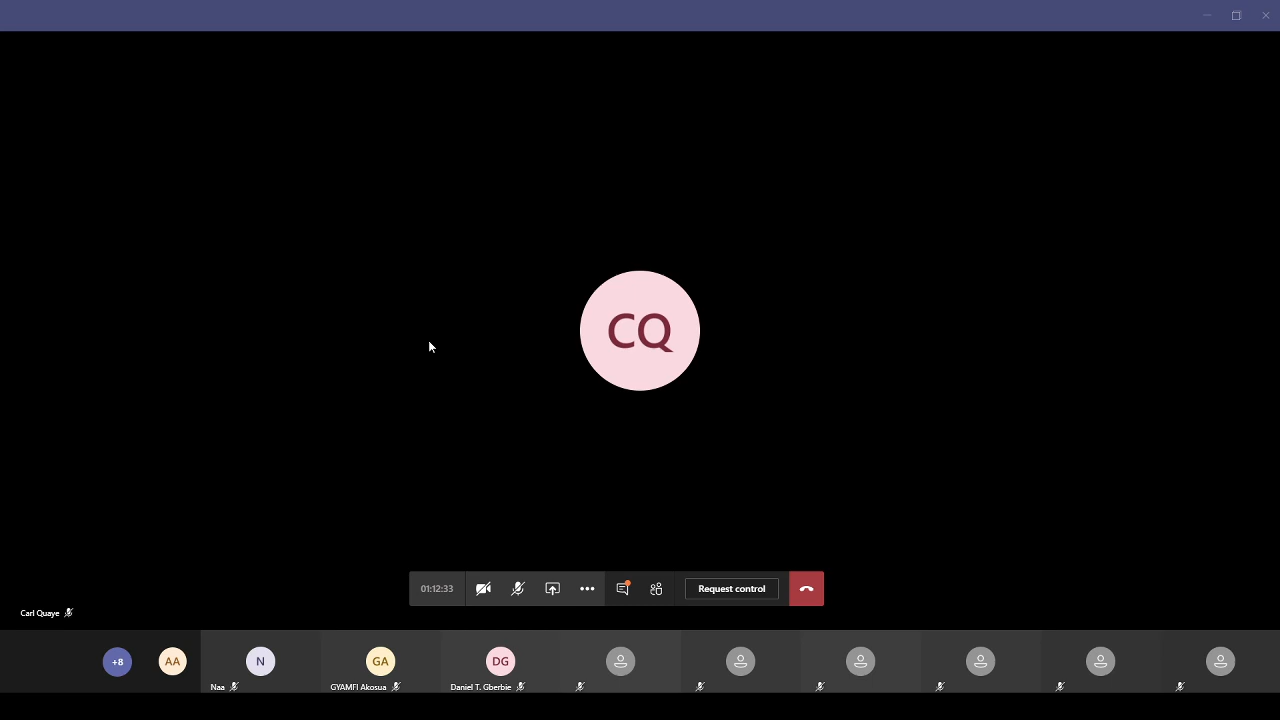 CQ
01:12:33
Request control
Carl Quaye
+8
AA
N
GA
DG
Naa
GYAMFI Akosua
Daniel T. Gberbie